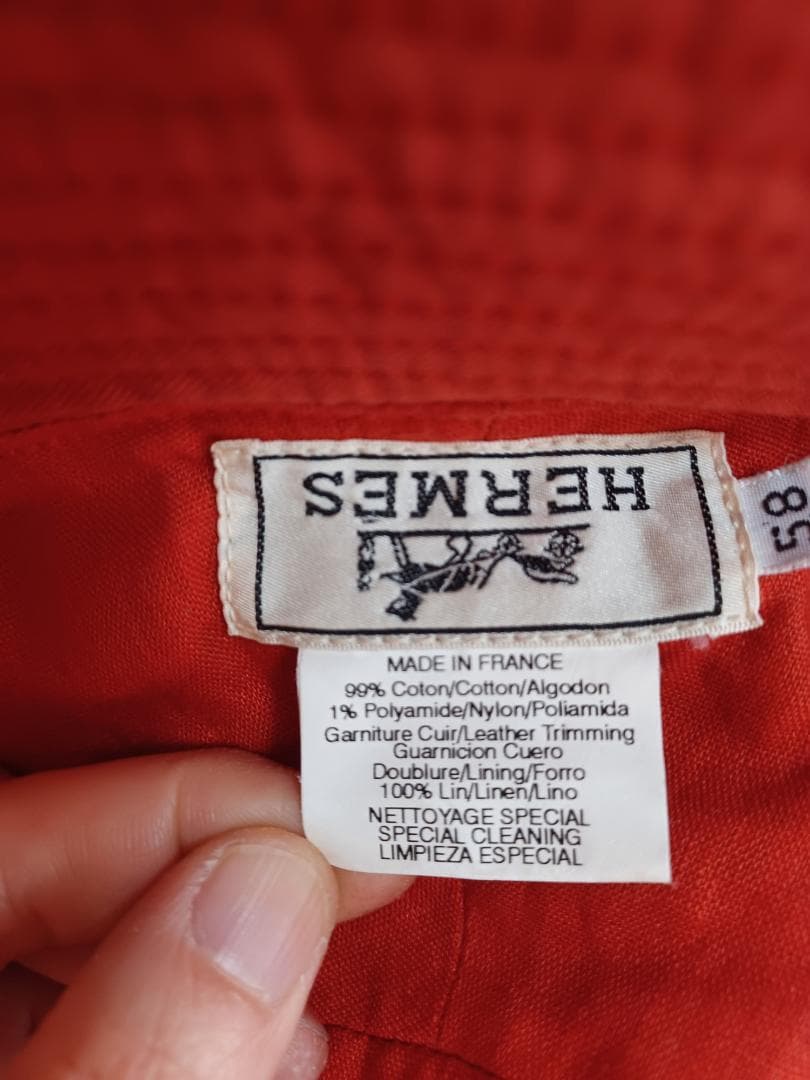 HERMES
58
MADE IN FRANCE
99% Coton/Cotton/Algodon
1% Polyamide/Nylon/Poliamida
Garniture Cuir/Leather Trimming
Guarnicion Cuero
Doublure/Lining/Forro
100% Lin/Linen/Lino
NETTOYAGE SPECIAL
SPECIAL CLEANING
LIMPIEZA ESPECIAL